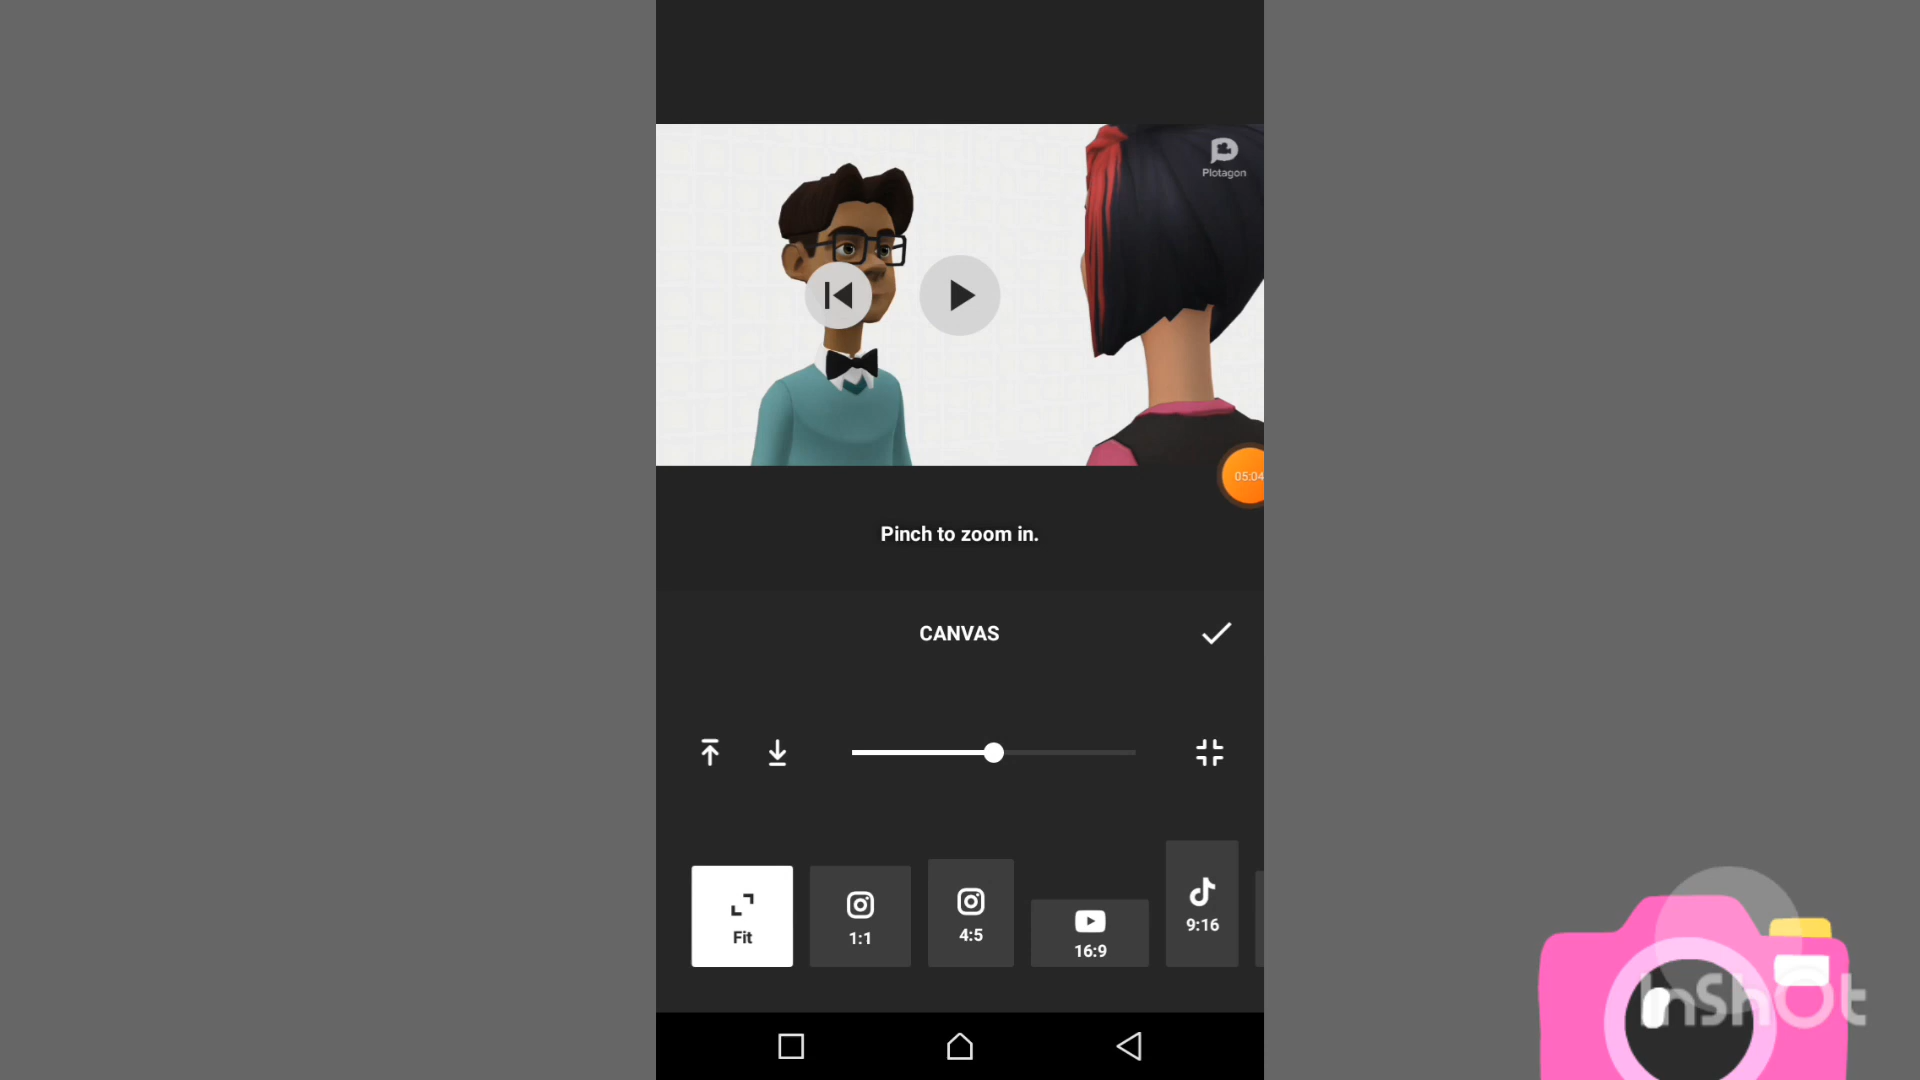 Plotagon
05:04
Pinch to zoom in.
CANVAS
Fit
1:1
4:5
16:9
9:16
InShOt